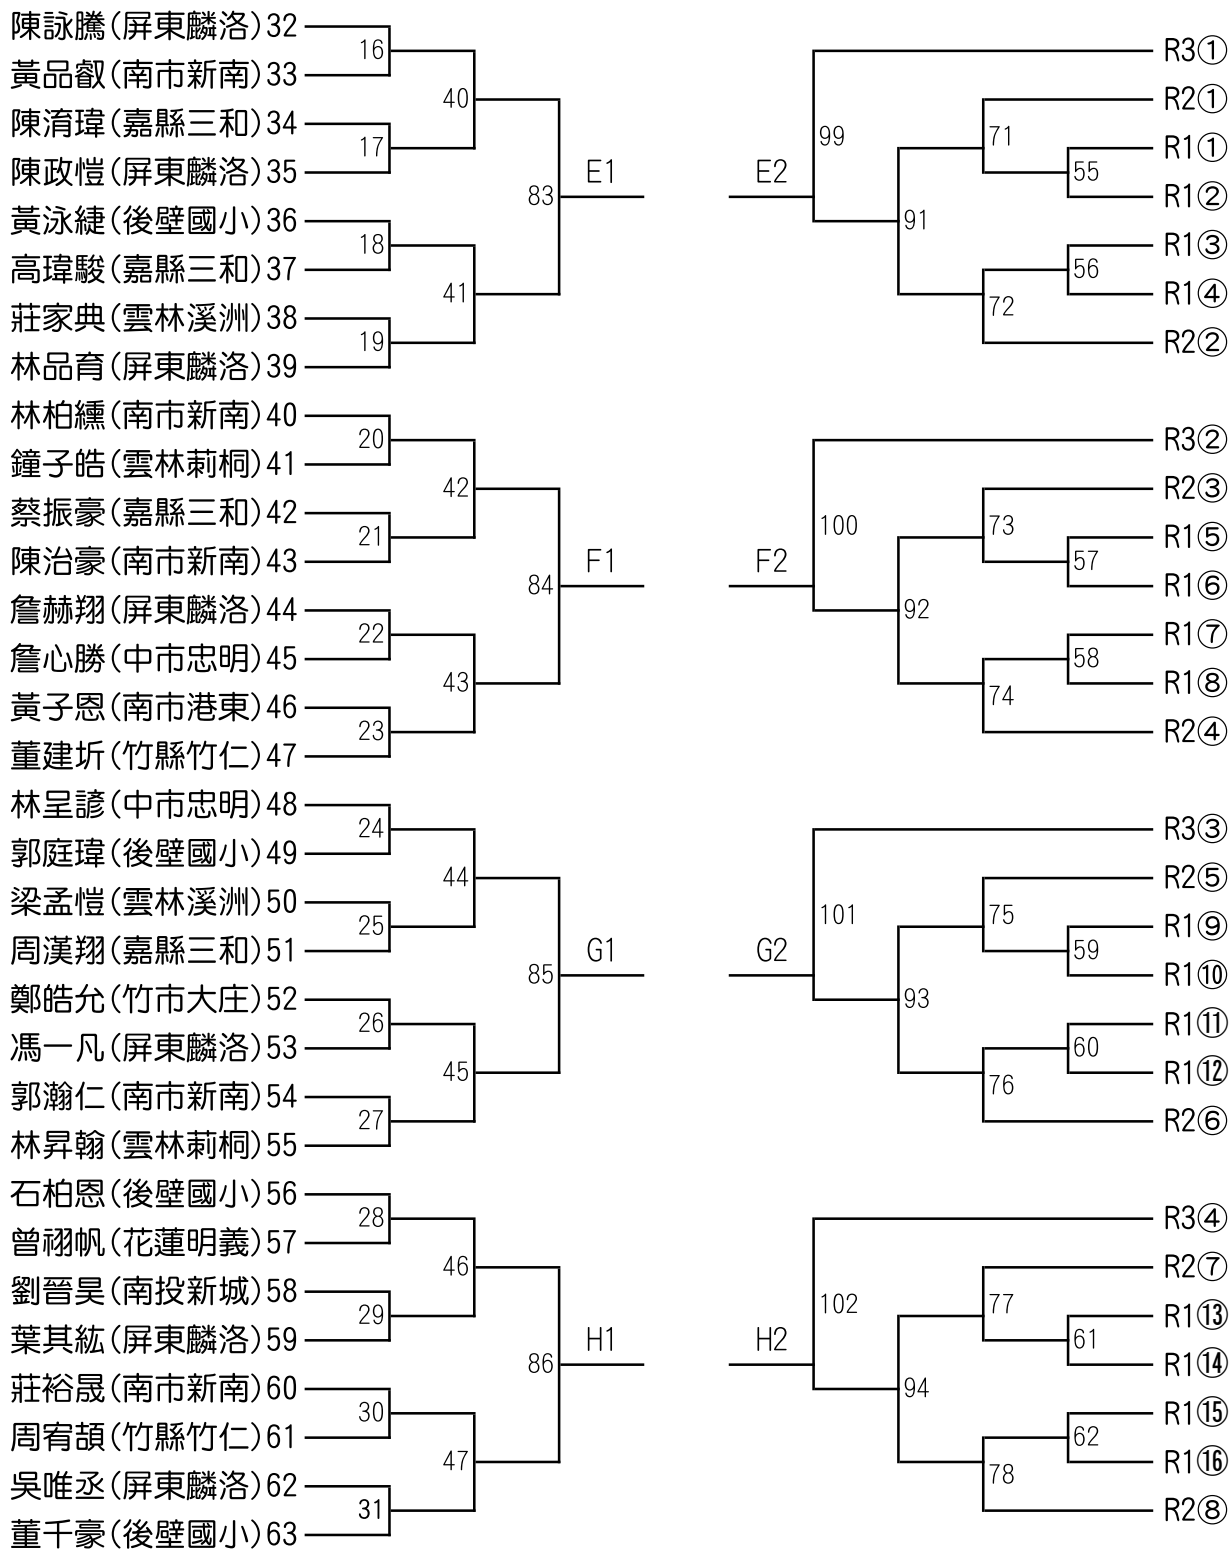 陳詠騰(屏東麟洛)32
16
黃品叡(南市新南)33
40
陳淯瑋(嘉縣三和)34
17
陳政愷(屏東麟洛)35
83
E1
黃泳緁(後壁國小)36
18
高瑋駿(嘉縣三和)37
41
莊家典(雲林溪洲)38
19
林品育(屏東麟洛)39
林柏纁(南市新南)40
20
鐘子皓(雲林莿桐)41
42
蔡振豪(嘉縣三和)42
21
陳治豪(南市新南)43
84
F1
詹赫翔(屏東麟洛)44
22
詹心勝(中市忠明)45
43
黃子恩(南市港東)46
23
董建圻(竹縣竹仁)47
林呈諺(中市忠明)48
24
郭庭瑋(後壁國小)49
44
梁孟愷(雲林溪洲)50
25
周漢翔(嘉縣三和)51
85
G1
鄭皓允(竹市大庄)52
26
馮一凡(屏東麟洛)53
45
郭瀚仁(南市新南)54
27
林昇翰(雲林莿桐)55
石柏恩(後壁國小)56
28
曾祤帆(花蓮明義)57
46
劉晉昊(南投新城)58
29
葉其紘(屏東麟洛)59
86
H1
莊裕晟(南市新南)60
30
周宥頡(竹縣竹仁)61
47
吳唯丞(屏東麟洛)62
31
董千豪(後壁國小)63
R3①
R2①
99
71
R1①
55
E2
R1②
91
R1③
56
R1④
72
R2②
R3②
R2③
100
73
R1⑤
57
F2
R1⑥
92
R1⑦
58
R1⑧
74
R2④
R3③
R2⑤
101
75
R1⑨
59
G2
R1⑩
93
R1⑪
60
R1⑫
76
R2⑥
R3④
R2⑦
102
77
R1⑬
61
H2
R1⑭
94
R1⑮
62
R1⑯
78
R2⑧